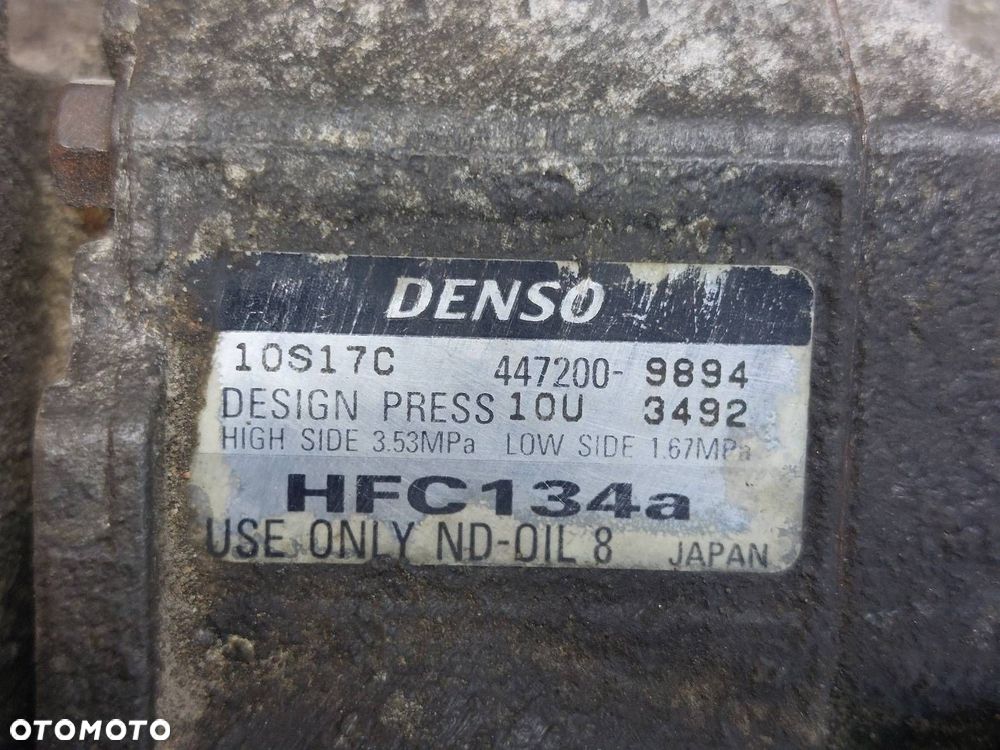 DENSO
10S17C 447200- 9894
DESIGN PRESS 10U 3492
HIGH SIDE 3.53MPa LOW SIDE 1.67MPa
HFC134a
USE ONLY ND-OIL 8 JAPAN
OTOMOTO
OTOMOTO